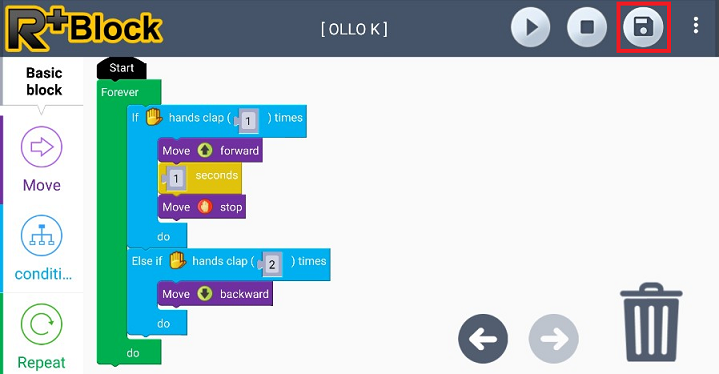 R+Block
[ OLLO K ]
Basic
block
Move
conditi...
Repeat
Start
Forever
If hands clap ( 1 ) times
Move forward
1 seconds
Move stop
do
Else if hands clap ( 2 ) times
Move backward
do
do